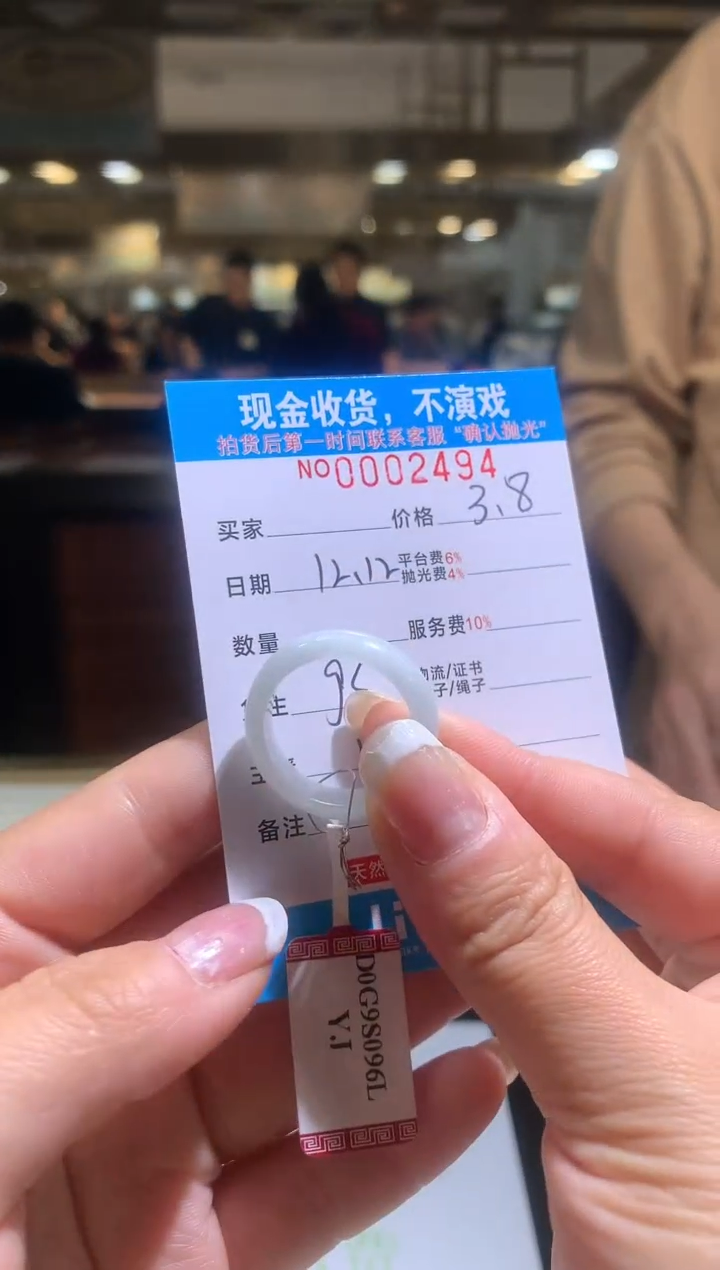 现金收货，不演戏
拍货后第一时间联系客服“确认抛光”
NO0002494
买家 价格 3.8
日期 12.12 平台费6%
抛光费4%
数量 服务费10%
注 物流/证书
子/绳子
备注
天然
D0G9S096L
YJ